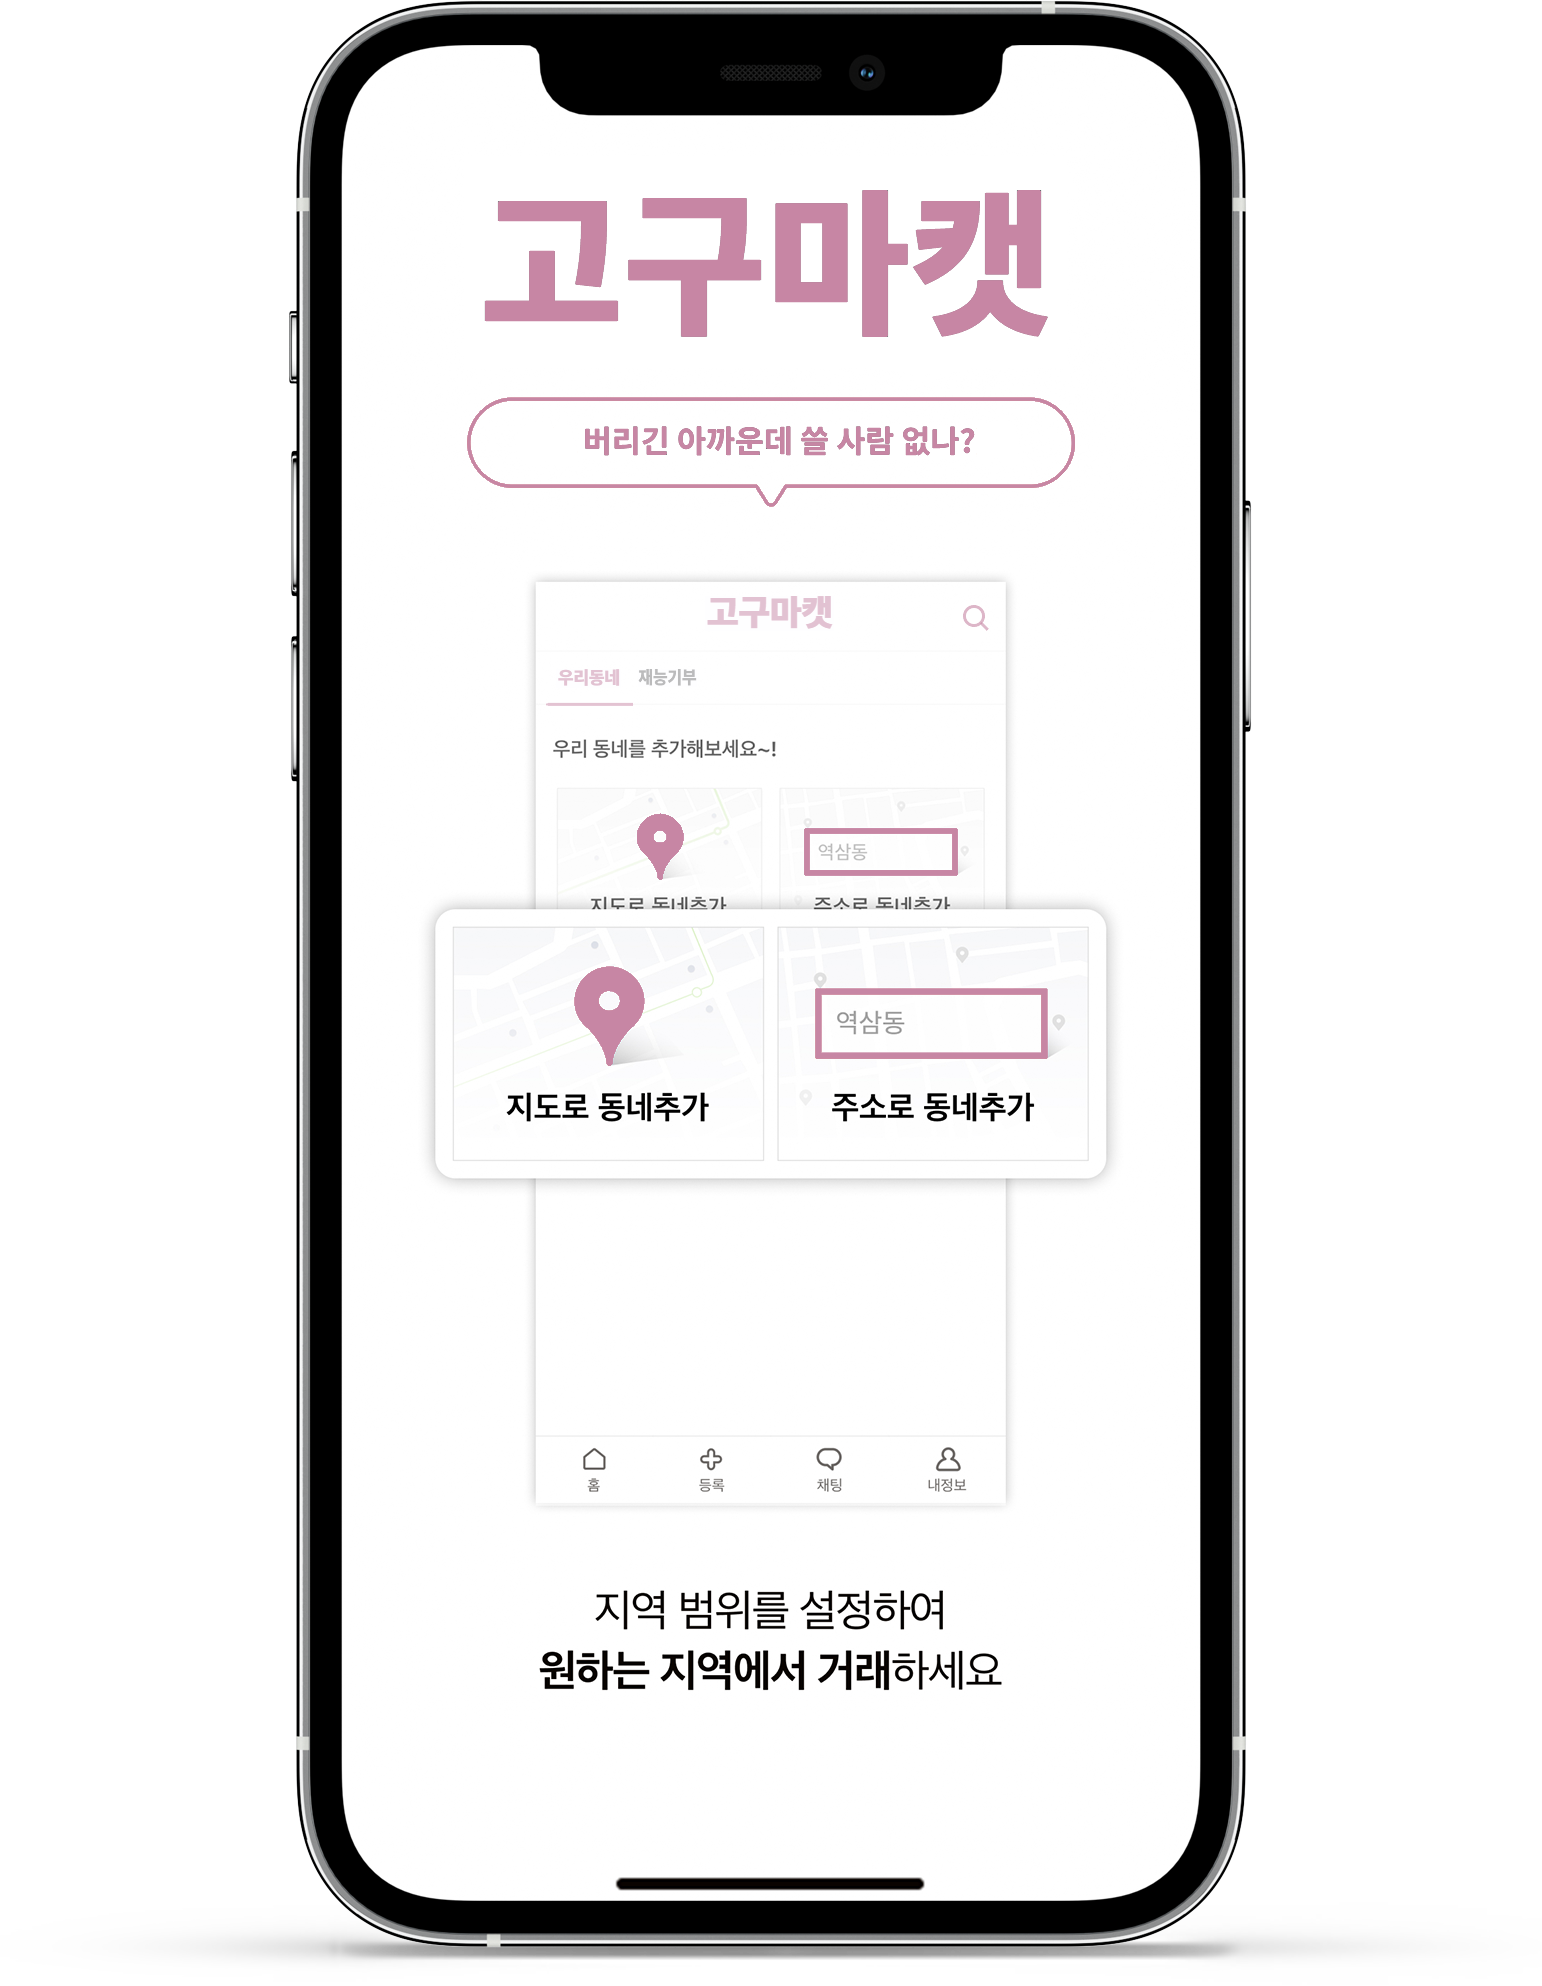 고구마캣
버리긴 아까운데 쓸 사람 없나?
고구마캣
우리동네 재능기부
우리 동네를 추가해보세요~!
역삼동
지도로 동네추가 주소로 동네추가
역삼동
지도로 동네추가 주소로 동네추가
홈 등록 채팅 내정보
지역 범위를 설정하여
원하는 지역에서 거래하세요